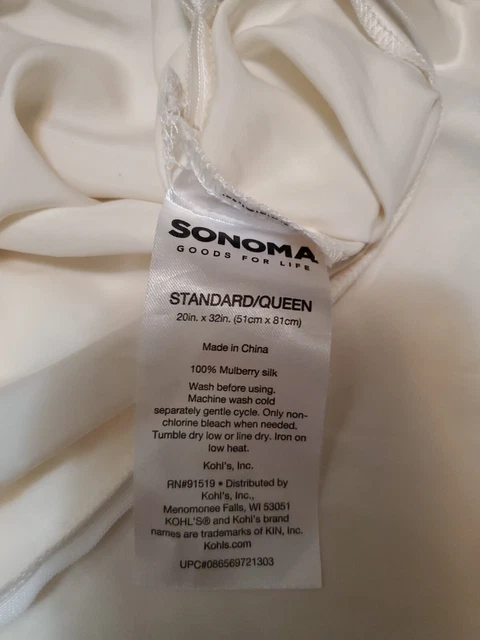 SONOMA
GOODS FOR LIFE
STANDARD/QUEEN
20in. x 32in. (51cm x 81cm)
Made in China
100% Mulberry silk
Wash before using.
Machine wash cold
separately gentle cycle. Only non-
chlorine bleach when needed.
Tumble dry low or line dry. Iron on
low heat.
Kohl's, Inc.
RN#91519 • Distributed by
Kohl's, Inc.,
Menomonee Falls, WI 53051
KOHL'S® and Kohl's brand
names are trademarks of KIN, Inc.
Kohls.com
UPC#086569721303